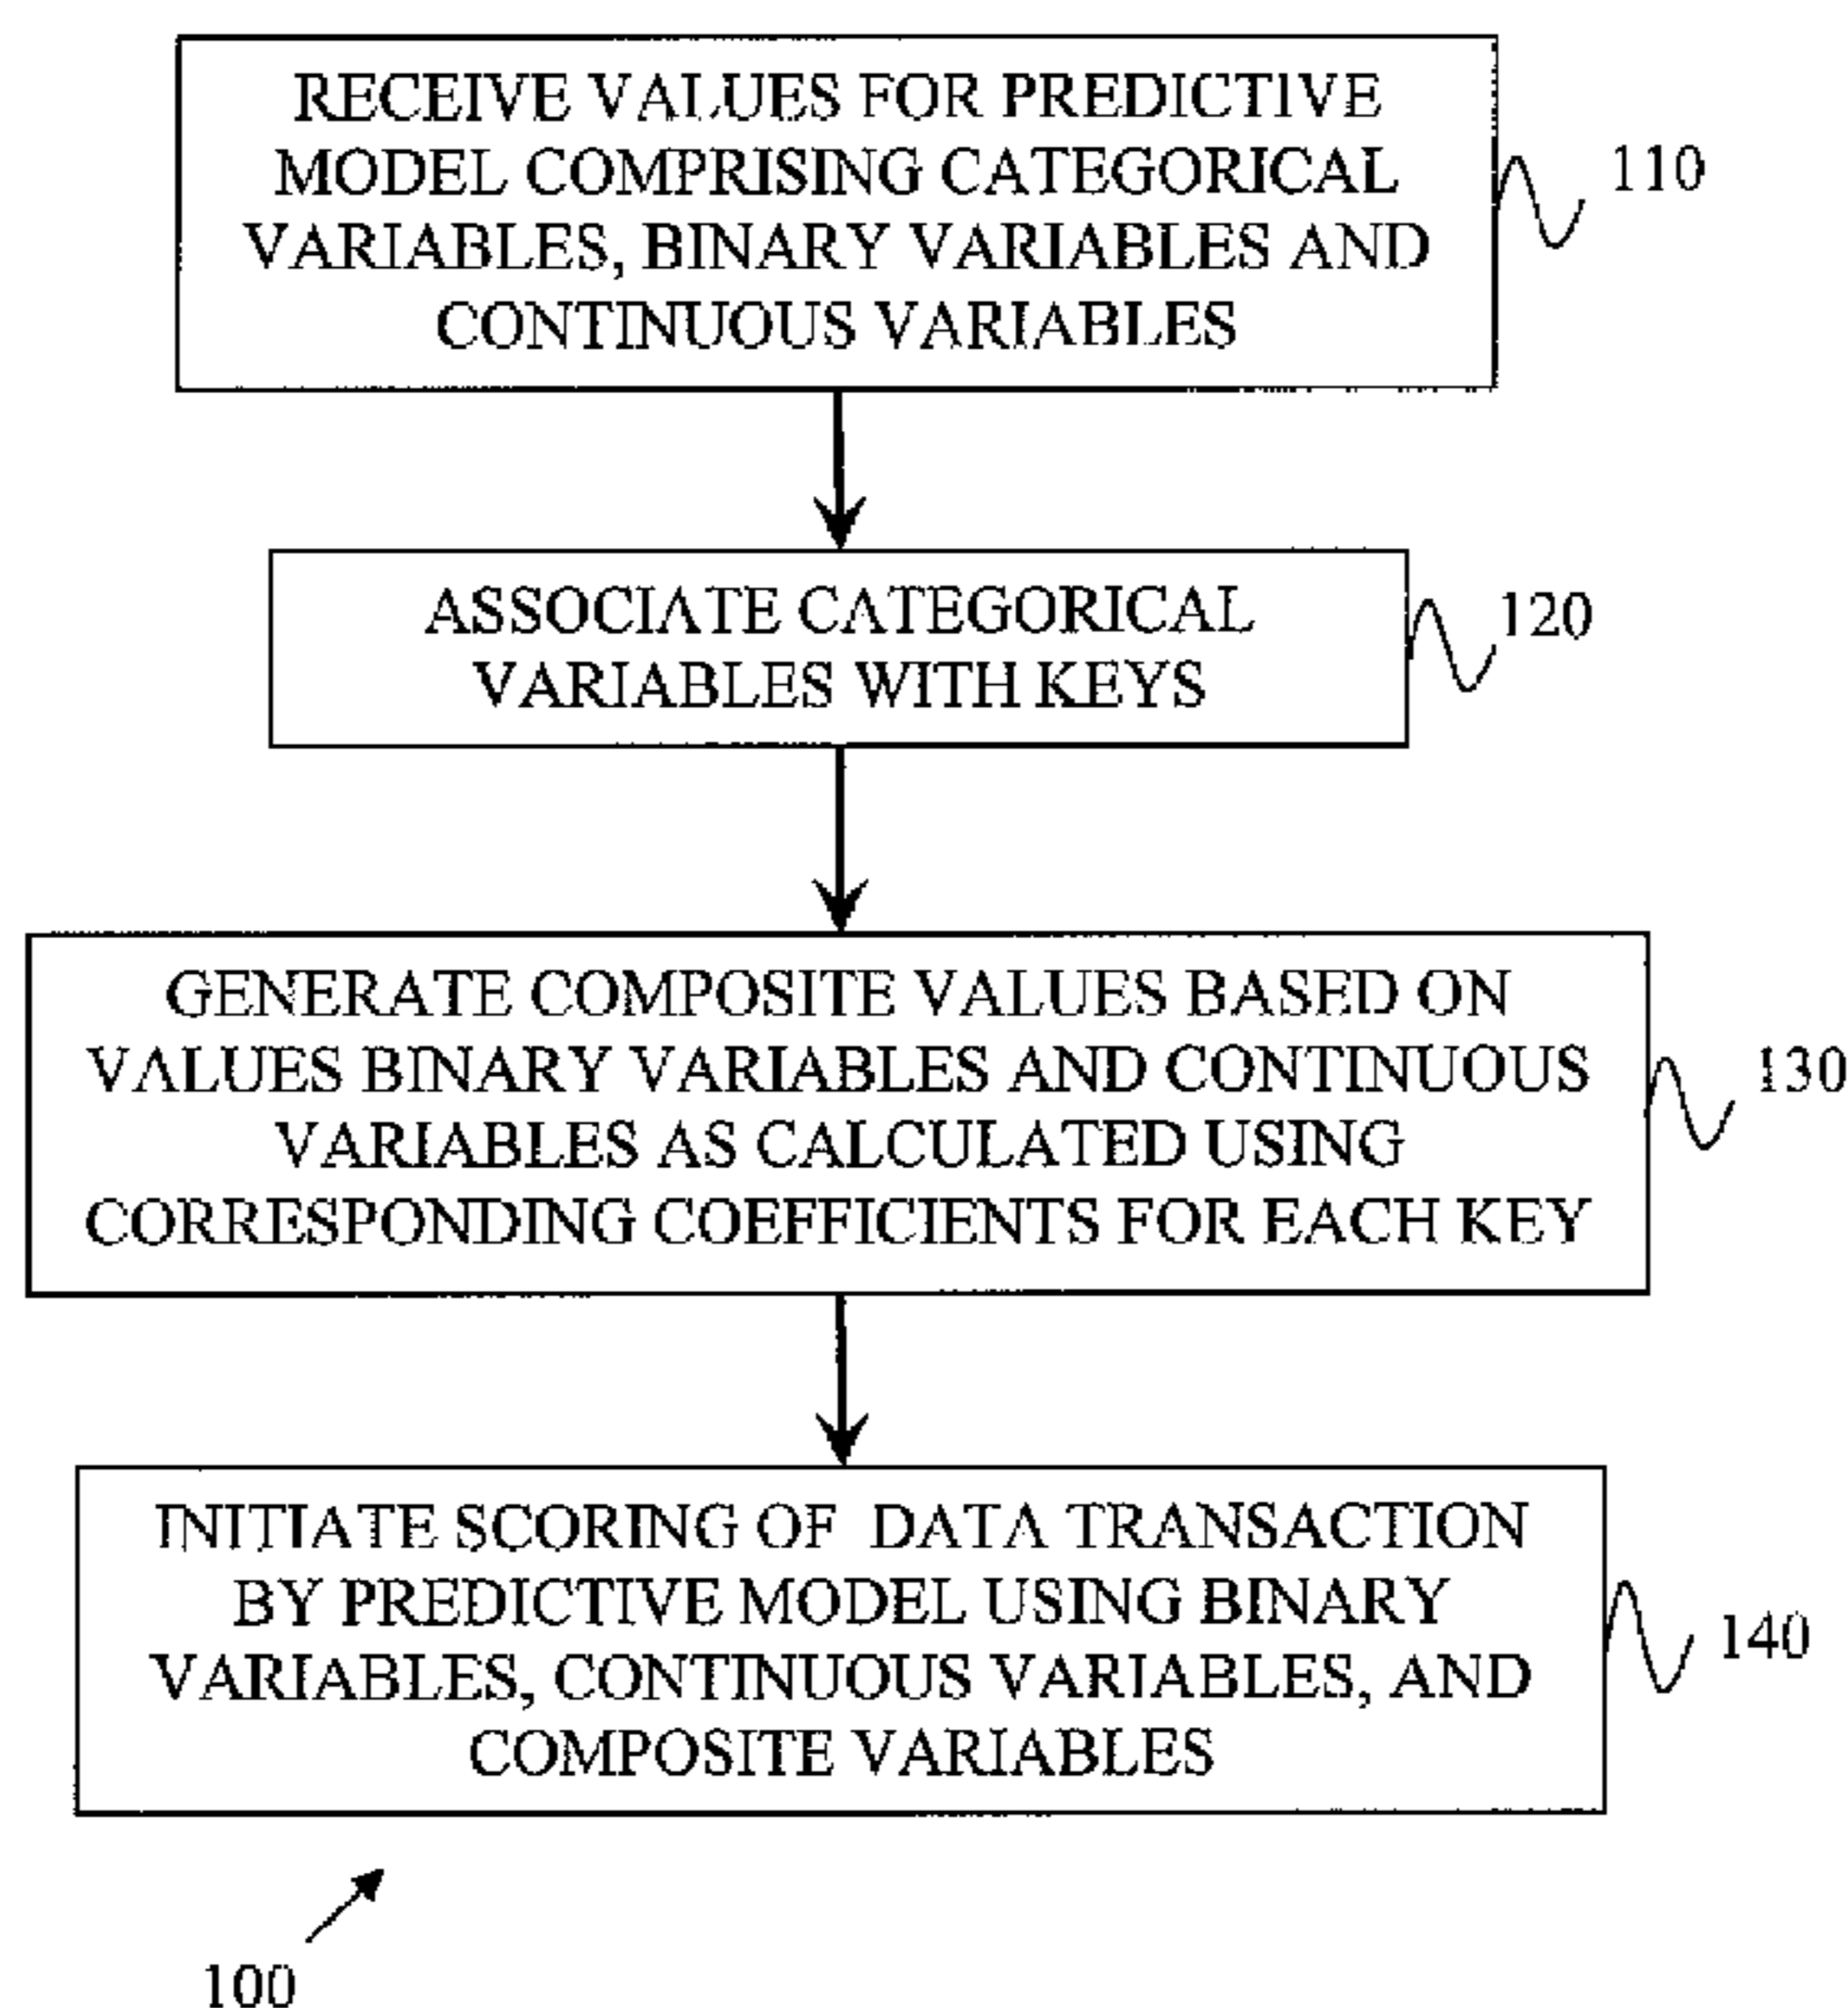 RECEIVE VALUES FOR PREDICTIVE
MODEL COMPRISING CATEGORICAL
VARIABLES, BINARY VARIABLES AND
CONTINUOUS VARIABLES
110
ASSOCIATE CATEGORICAL
VARIABLES WITH KEYS
120
GENERATE COMPOSITE VALUES BASED ON
VALUES BINARY VARIABLES AND CONTINUOUS
VARIABLES AS CALCULATED USING
CORRESPONDING COEFFICIENTS FOR EACH KEY
130
INITIATE SCORING OF DATA TRANSACTION
BY PREDICTIVE MODEL USING BINARY
VARIABLES, CONTINUOUS VARIABLES, AND
COMPOSITE VARIABLES
140
100